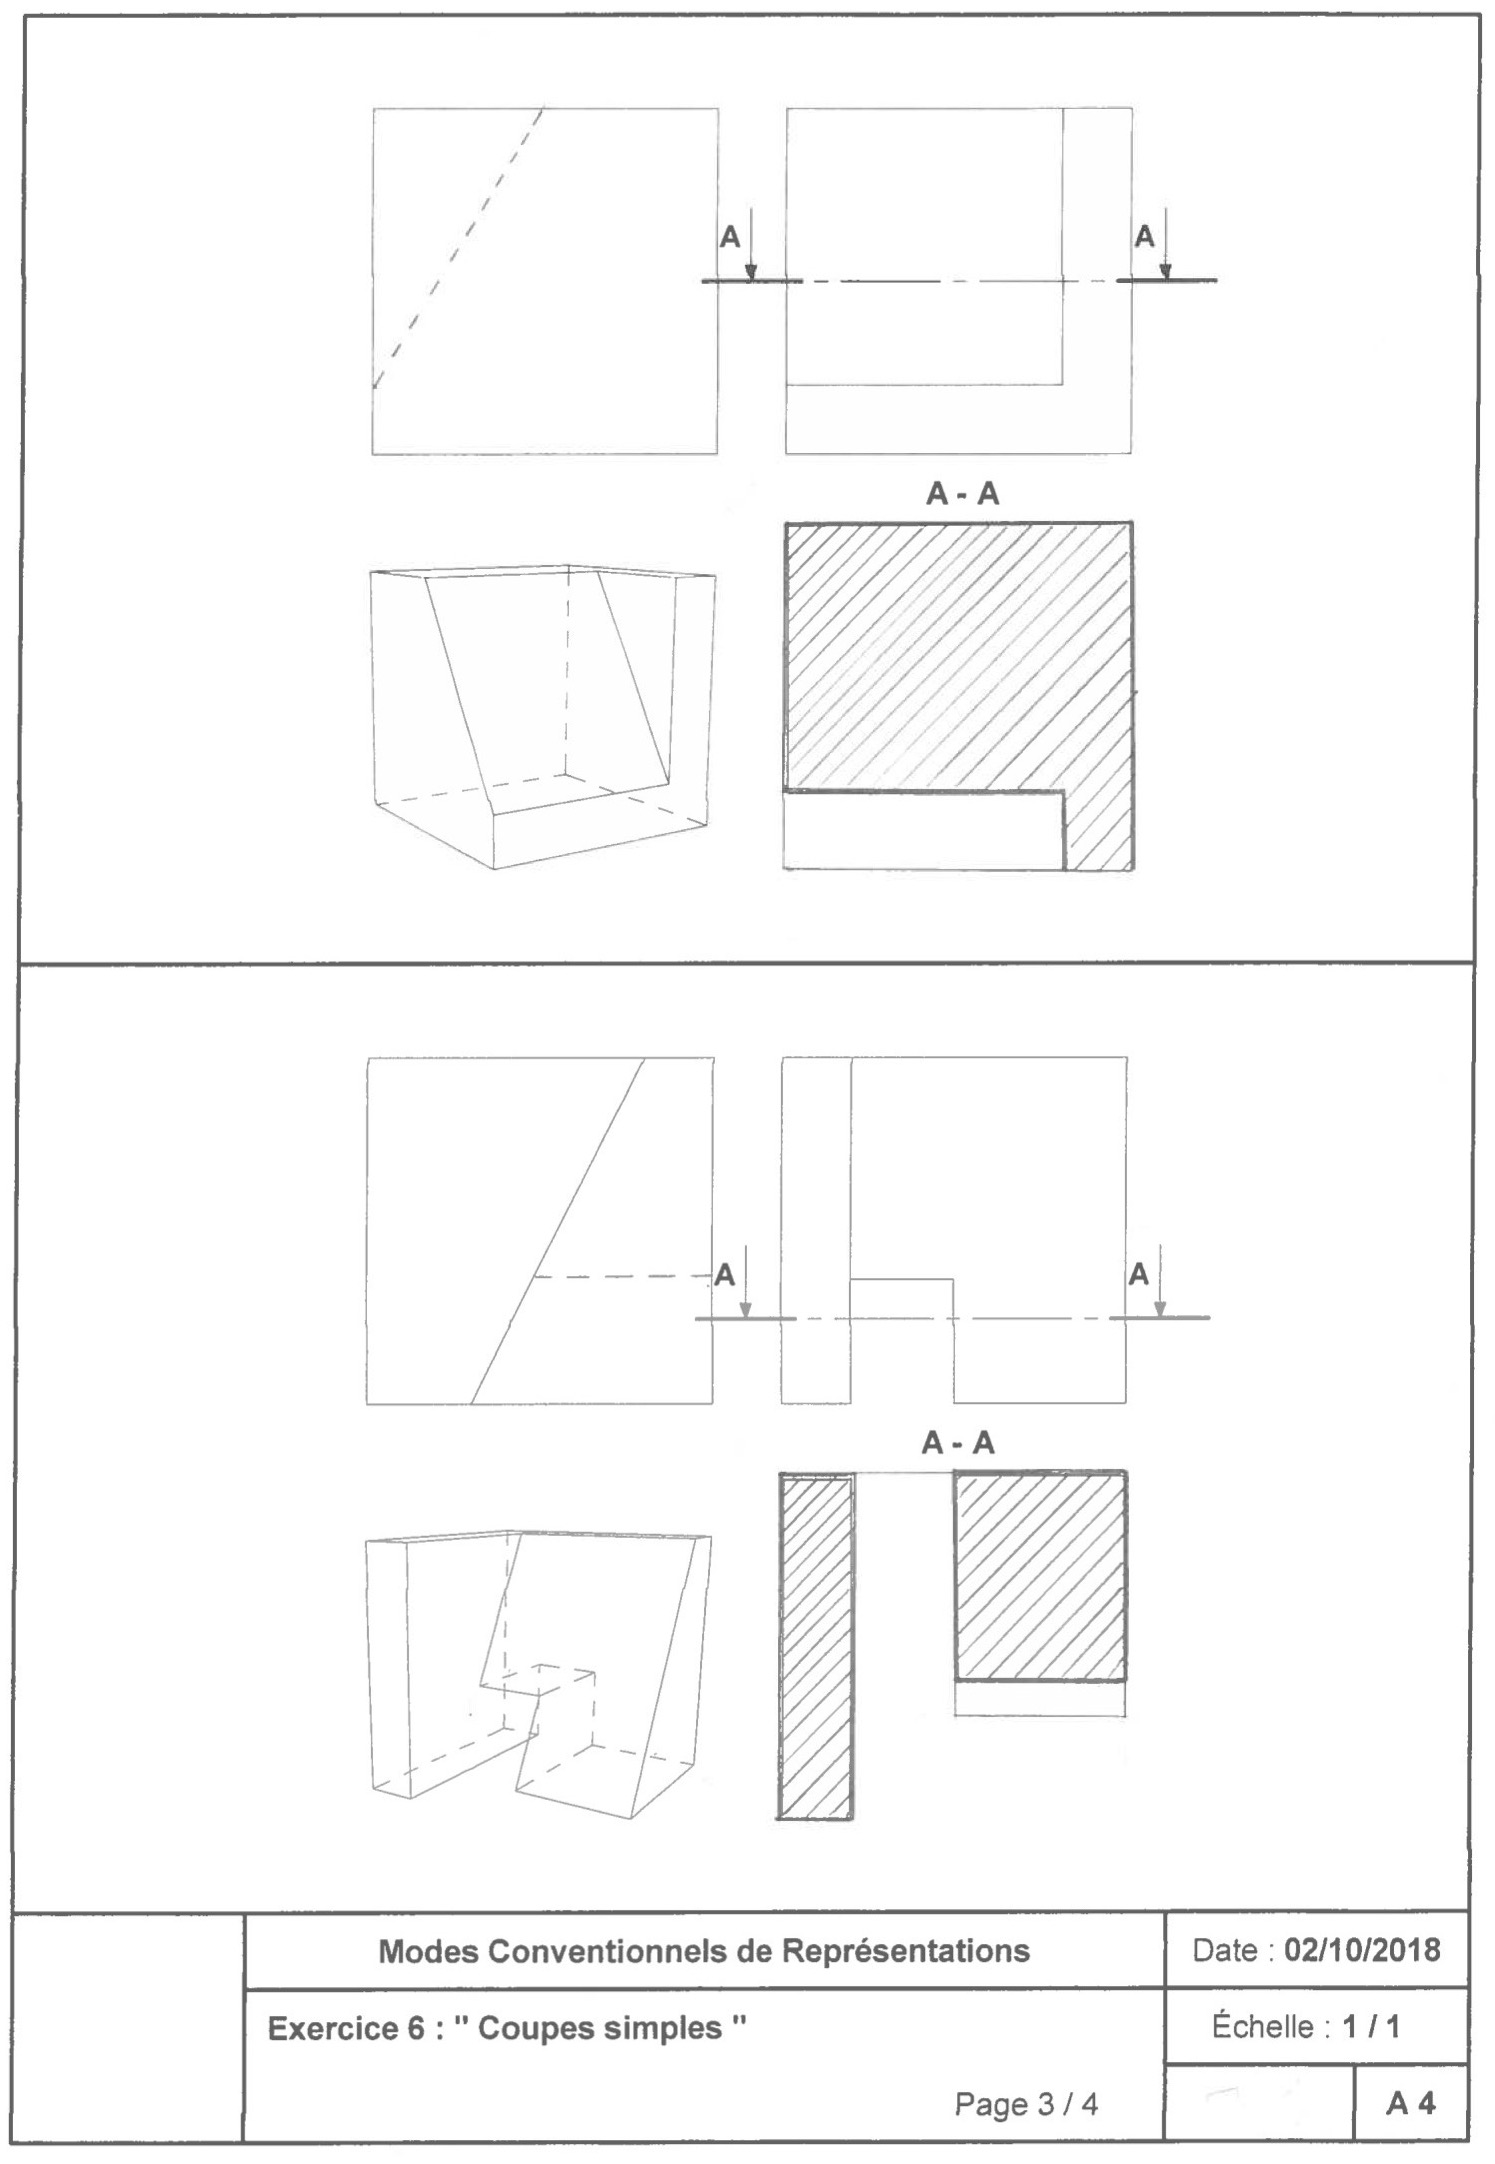 A A
A - A
A A
A - A
Modes Conventionnels de Représentations
Date : 02/10/2018
Exercice 6 : " Coupes simples "
Échelle : 1 / 1
Page 3 / 4
A 4